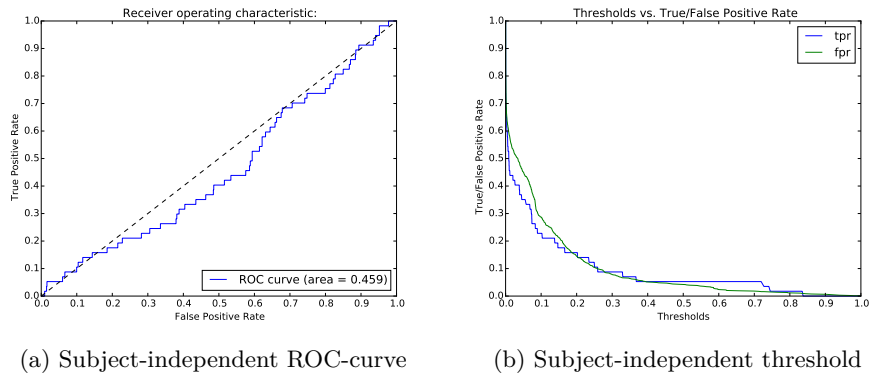 Receiver operating characteristic:
1.0
0.9
0.8
0.7
0.6
0.5
0.4
0.3
0.2
0.1
0.0
True Positive Rate
ROC curve (area = 0.459)
0.0 0.1 0.2 0.3 0.4 0.5 0.6 0.7 0.8 0.9 1.0
False Positive Rate
(a) Subject-independent ROC-curve
Thresholds vs. True/False Positive Rate
1.0
0.9
0.8
0.7
0.6
0.5
0.4
0.3
0.2
0.1
0.0
True/False Positive Rate
tpr
fpr
0.0 0.1 0.2 0.3 0.4 0.5 0.6 0.7 0.8 0.9 1.0
Thresholds
(b) Subject-independent threshold